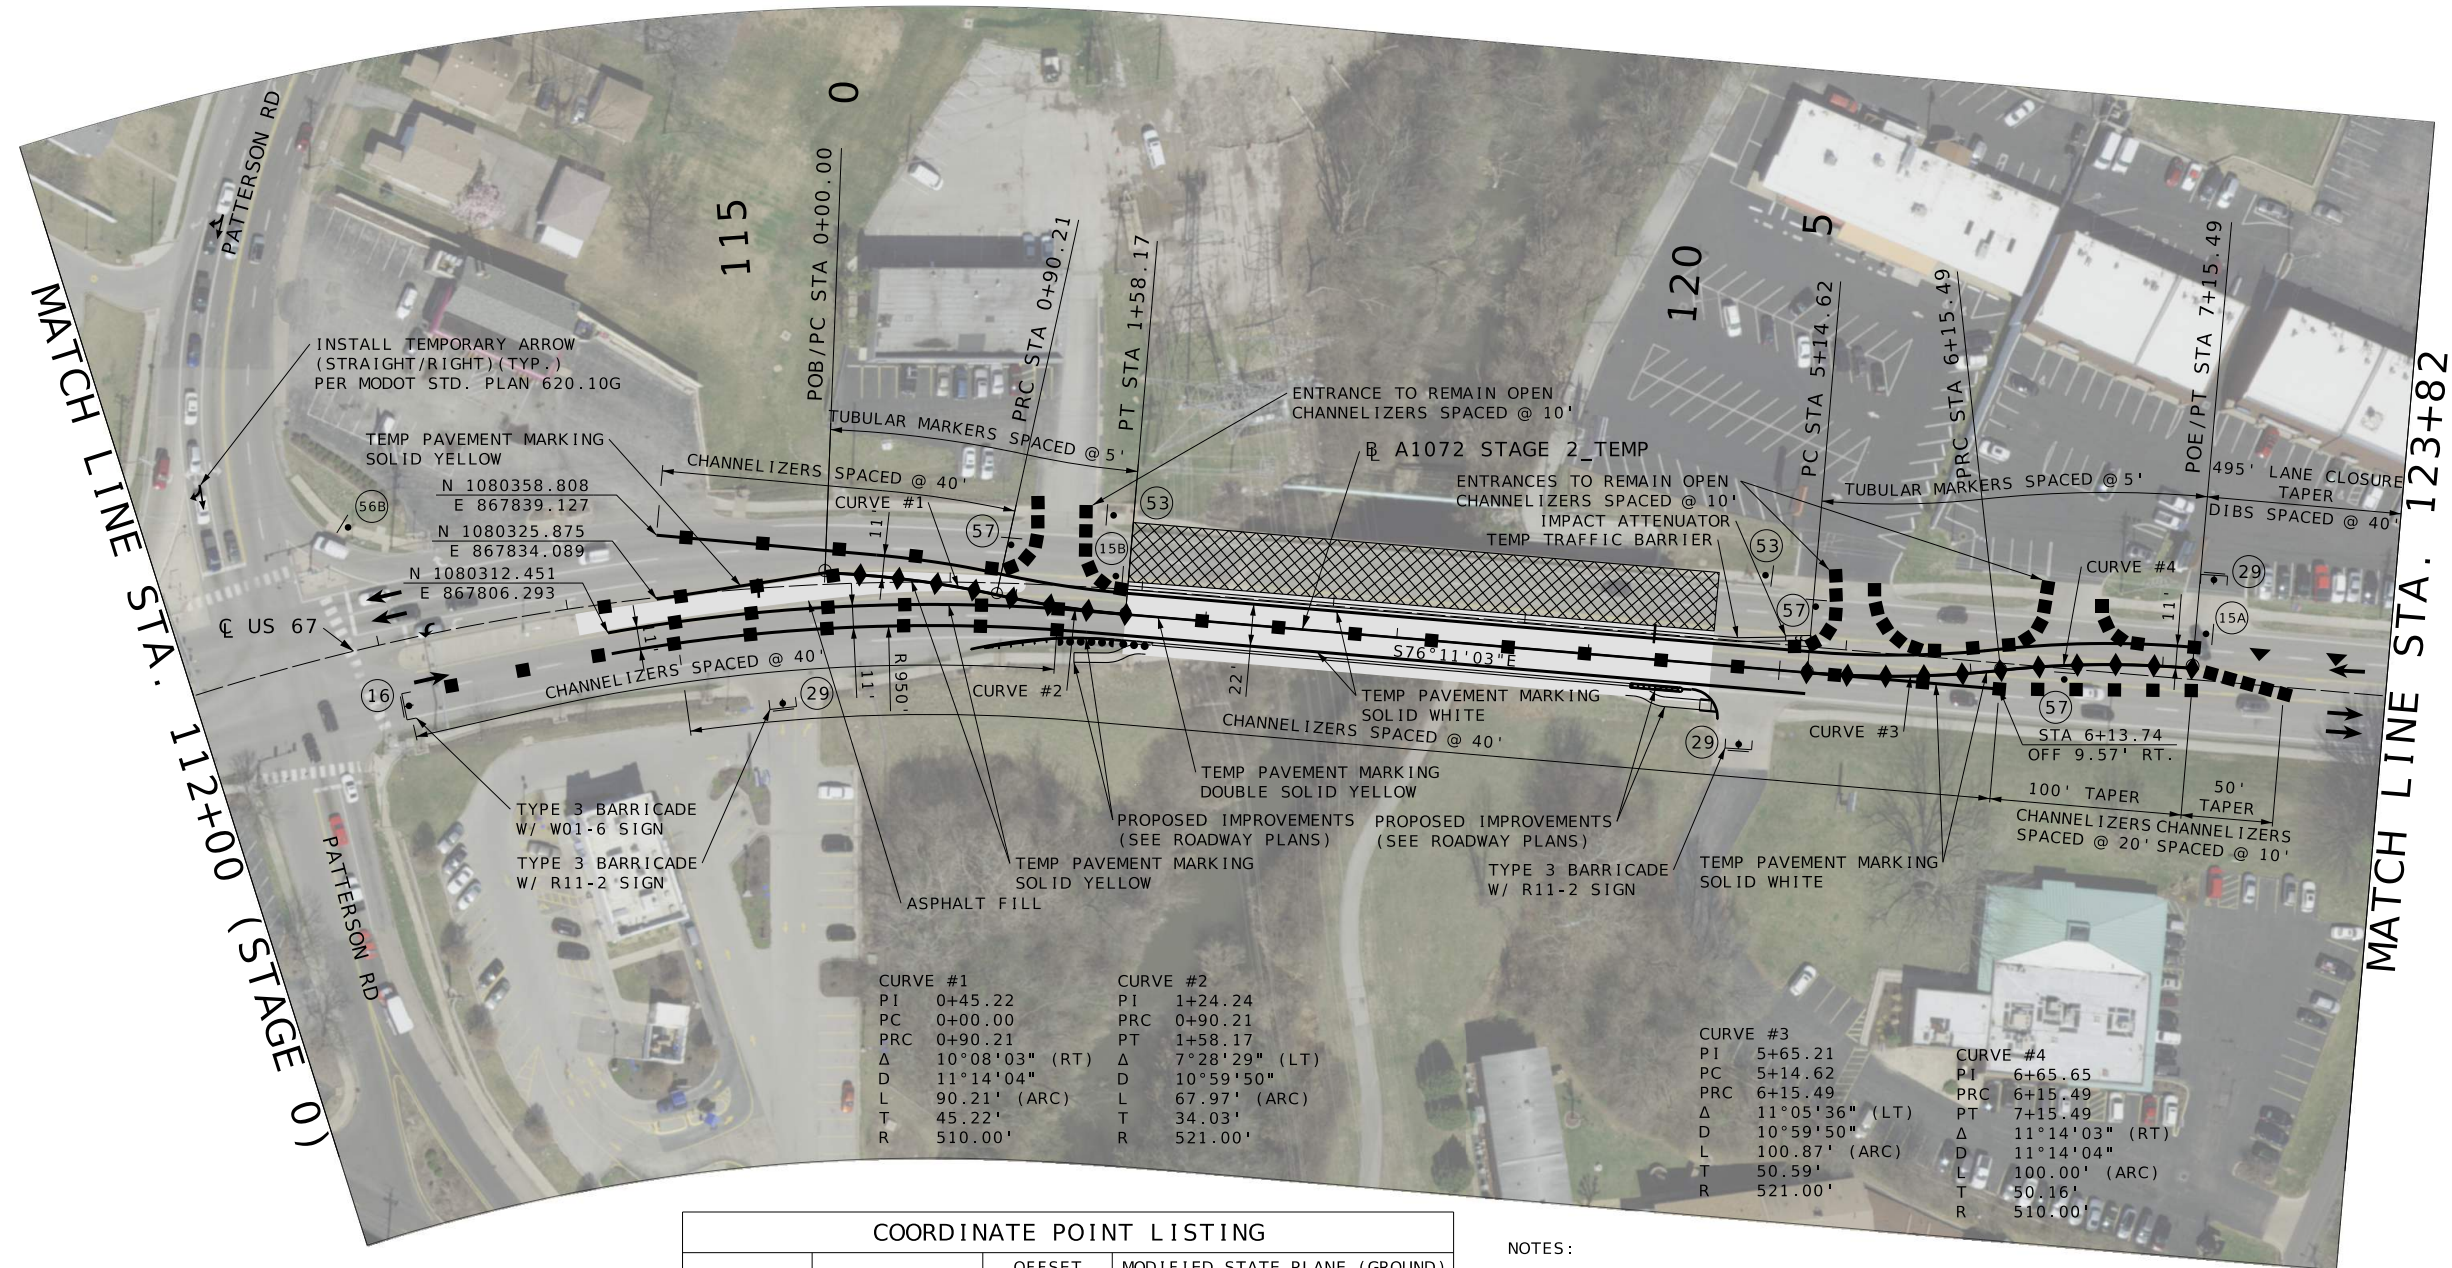 MATCH LINE STA. 112+00 (STAGE 0)
PATTERSON RD
115
0
POB/PC STA 0+00.00
PRC STA 0+90.21
PT STA 1+58.17
120
5
PC STA 5+14.62
PRC STA 6+15.49
POE/PT STA 7+15.49
MATCH LINE STA. 123+82
INSTALL TEMPORARY ARROW
(STRAIGHT/RIGHT)(TYP.)
PER MODOT STD. PLAN 620.10G
TEMP PAVEMENT MARKING
SOLID YELLOW
N 1080358.808
E 867839.127
56B
N 1080325.875
E 867834.089
N 1080312.451
E 867806.293
℄ US 67
TUBULAR MARKERS SPACED @ 5'
CHANNELIZERS SPACED @ 40'
CURVE #1
11'
57
15B
53
ENTRANCE TO REMAIN OPEN
CHANNELIZERS SPACED @ 10'
BL A1072 STAGE 2_TEMP
ENTRANCES TO REMAIN OPEN
CHANNELIZERS SPACED @ 10'
IMPACT ATTENUATOR
TEMP TRAFFIC BARRIER
53
57
TUBULAR MARKERS SPACED @ 5'
495' LANE CLOSURE
TAPER
DIBS SPACED @ 40'
CURVE #4
29
15A
11'
11'
CHANNELIZERS SPACED @ 40'
16
29
11'
R 950'
CURVE #2
22'
S76°11'03"E
TEMP PAVEMENT MARKING
SOLID WHITE
CHANNELIZERS SPACED @ 40'
29
CURVE #3
57
STA 6+13.74
OFF 9.57' RT.
100' TAPER
CHANNELIZERS
SPACED @ 20'
50'
TAPER
CHANNELIZERS
SPACED @ 10'
TEMP PAVEMENT MARKING
DOUBLE SOLID YELLOW
TYPE 3 BARRICADE
W/ W01-6 SIGN
TYPE 3 BARRICADE
W/ R11-2 SIGN
PROPOSED IMPROVEMENTS
(SEE ROADWAY PLANS)
PROPOSED IMPROVEMENTS
(SEE ROADWAY PLANS)
TEMP PAVEMENT MARKING
SOLID YELLOW
TYPE 3 BARRICADE
W/ R11-2 SIGN
TEMP PAVEMENT MARKING
SOLID WHITE
ASPHALT FILL
PATTERSON RD
CURVE #1
PI 0+45.22
PC 0+00.00
PRC 0+90.21
Δ 10°08'03" (RT)
D 11°14'04"
L 90.21' (ARC)
T 45.22'
R 510.00'
CURVE #2
PI 1+24.24
PRC 0+90.21
PT 1+58.17
Δ 7°28'29" (LT)
D 10°59'50"
L 67.97' (ARC)
T 34.03'
R 521.00'
CURVE #3
PI 5+65.21
PC 5+14.62
PRC 6+15.49
Δ 11°05'36" (LT)
D 10°59'50"
L 100.87' (ARC)
T 50.59'
R 521.00'
CURVE #4
PI 6+65.65
PRC 6+15.49
PT 7+15.49
Δ 11°14'03" (RT)
D 11°14'04"
L 100.00' (ARC)
T 50.16'
R 510.00'
COORDINATE POINT LISTING
OFFSET
MODIFIED STATE PLANE (GROUND)
NOTES: